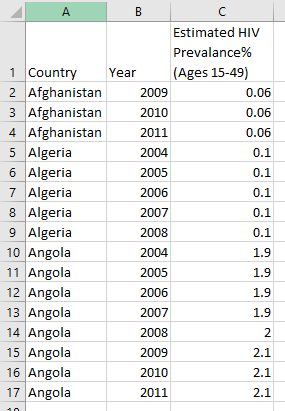 A B C
Estimated HIV
Prevalance%
1 Country Year (Ages 15-49)
2 Afghanistan 2009 0.06
3 Afghanistan 2010 0.06
4 Afghanistan 2011 0.06
5 Algeria 2004 0.1
6 Algeria 2005 0.1
7 Algeria 2006 0.1
8 Algeria 2007 0.1
9 Algeria 2008 0.1
10 Angola 2004 1.9
11 Angola 2005 1.9
12 Angola 2006 1.9
13 Angola 2007 1.9
14 Angola 2008 2
15 Angola 2009 2.1
16 Angola 2010 2.1
17 Angola 2011 2.1